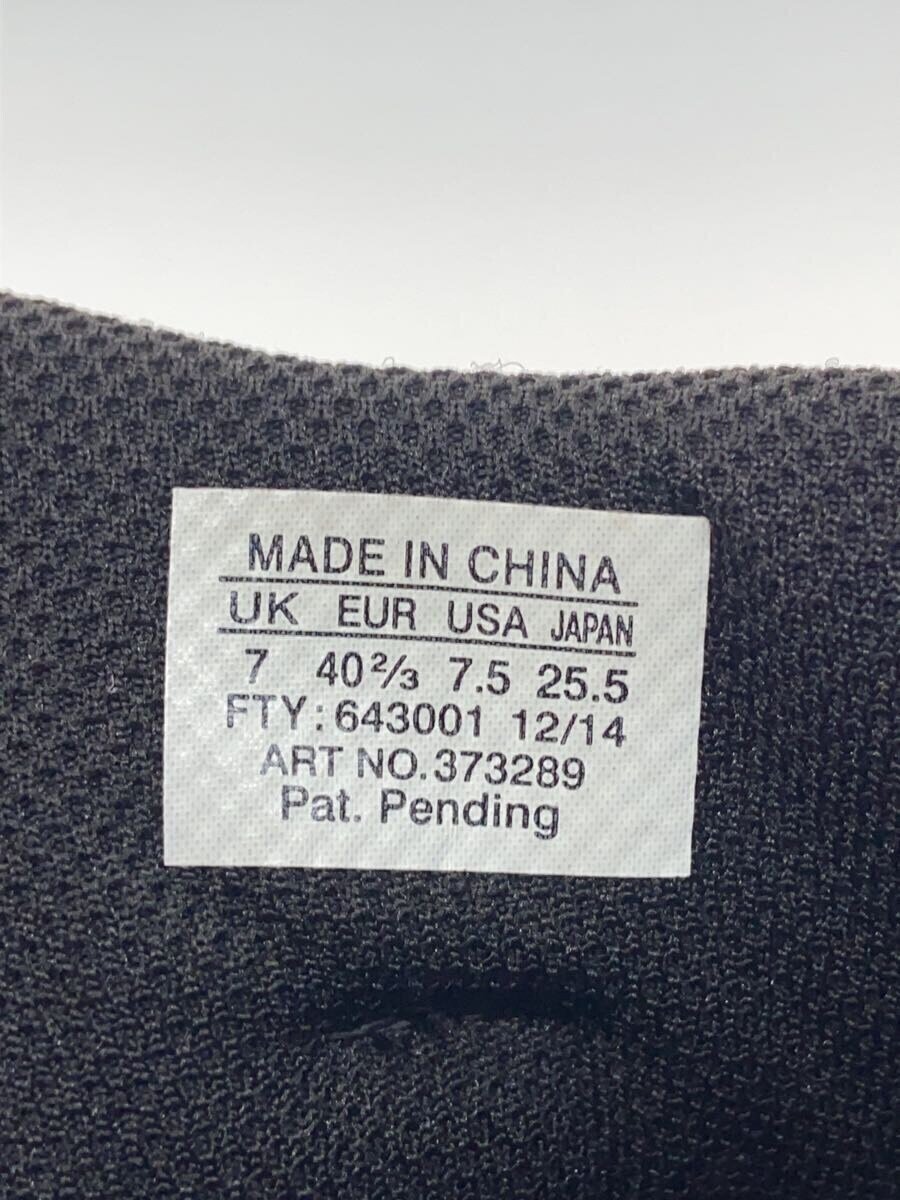 MADE IN CHINA
UK EUR USA JAPAN
7 40⅔ 7.5 25.5
FTY: 643001 12/14
ART NO. 373289
Pat. Pending